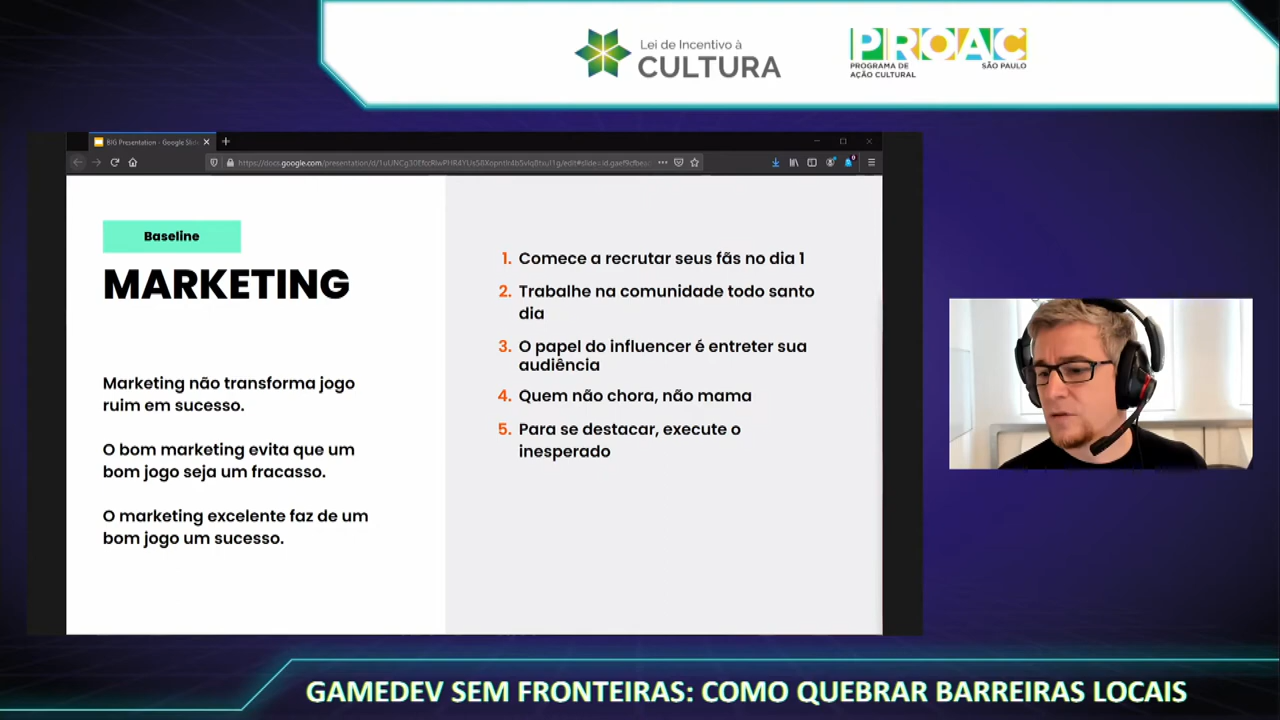 Lei de Incentivo à
CULTURA
PROAC
PROGRAMA DE
AÇÃO CULTURAL
SÃO PAULO
BIG Presentation - Google Slid
Baseline
MARKETING
Marketing não transforma jogo
ruim em sucesso.
O bom marketing evita que um
bom jogo seja um fracasso.
O marketing excelente faz de um
bom jogo um sucesso.
1. Comece a recrutar seus fãs no dia 1
2. Trabalhe na comunidade todo santo
dia
3. O papel do influencer é entreter sua
audiência
4. Quem não chora, não mama
5. Para se destacar, execute o
inesperado
GAMEDEV SEM FRONTEIRAS: COMO QUEBRAR BARREIRAS LOCAIS